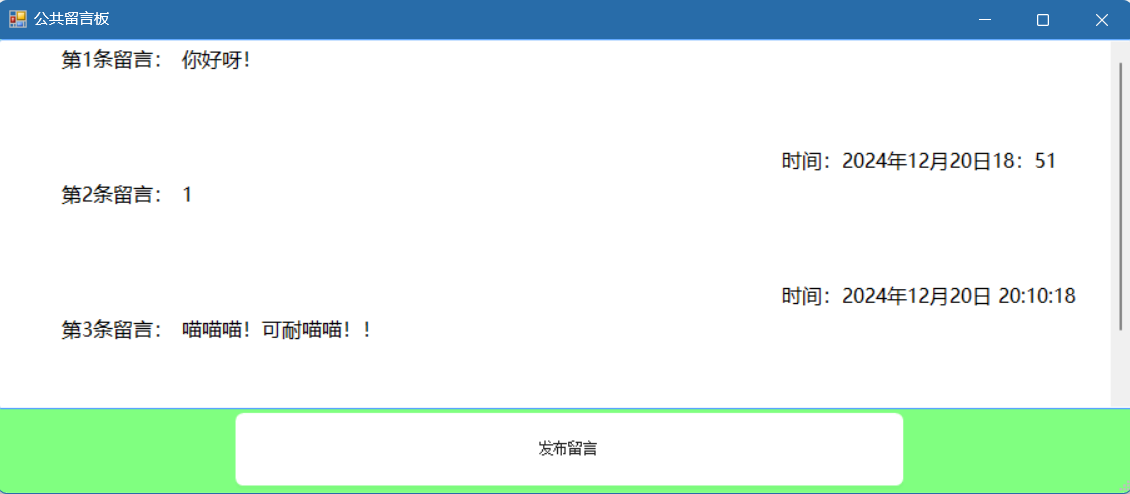 公共留言板
第1条留言： 你好呀！
时间：2024年12月20日18：51
第2条留言： 1
时间：2024年12月20日 20:10:18
第3条留言： 喵喵喵！可耐喵喵！！
发布留言